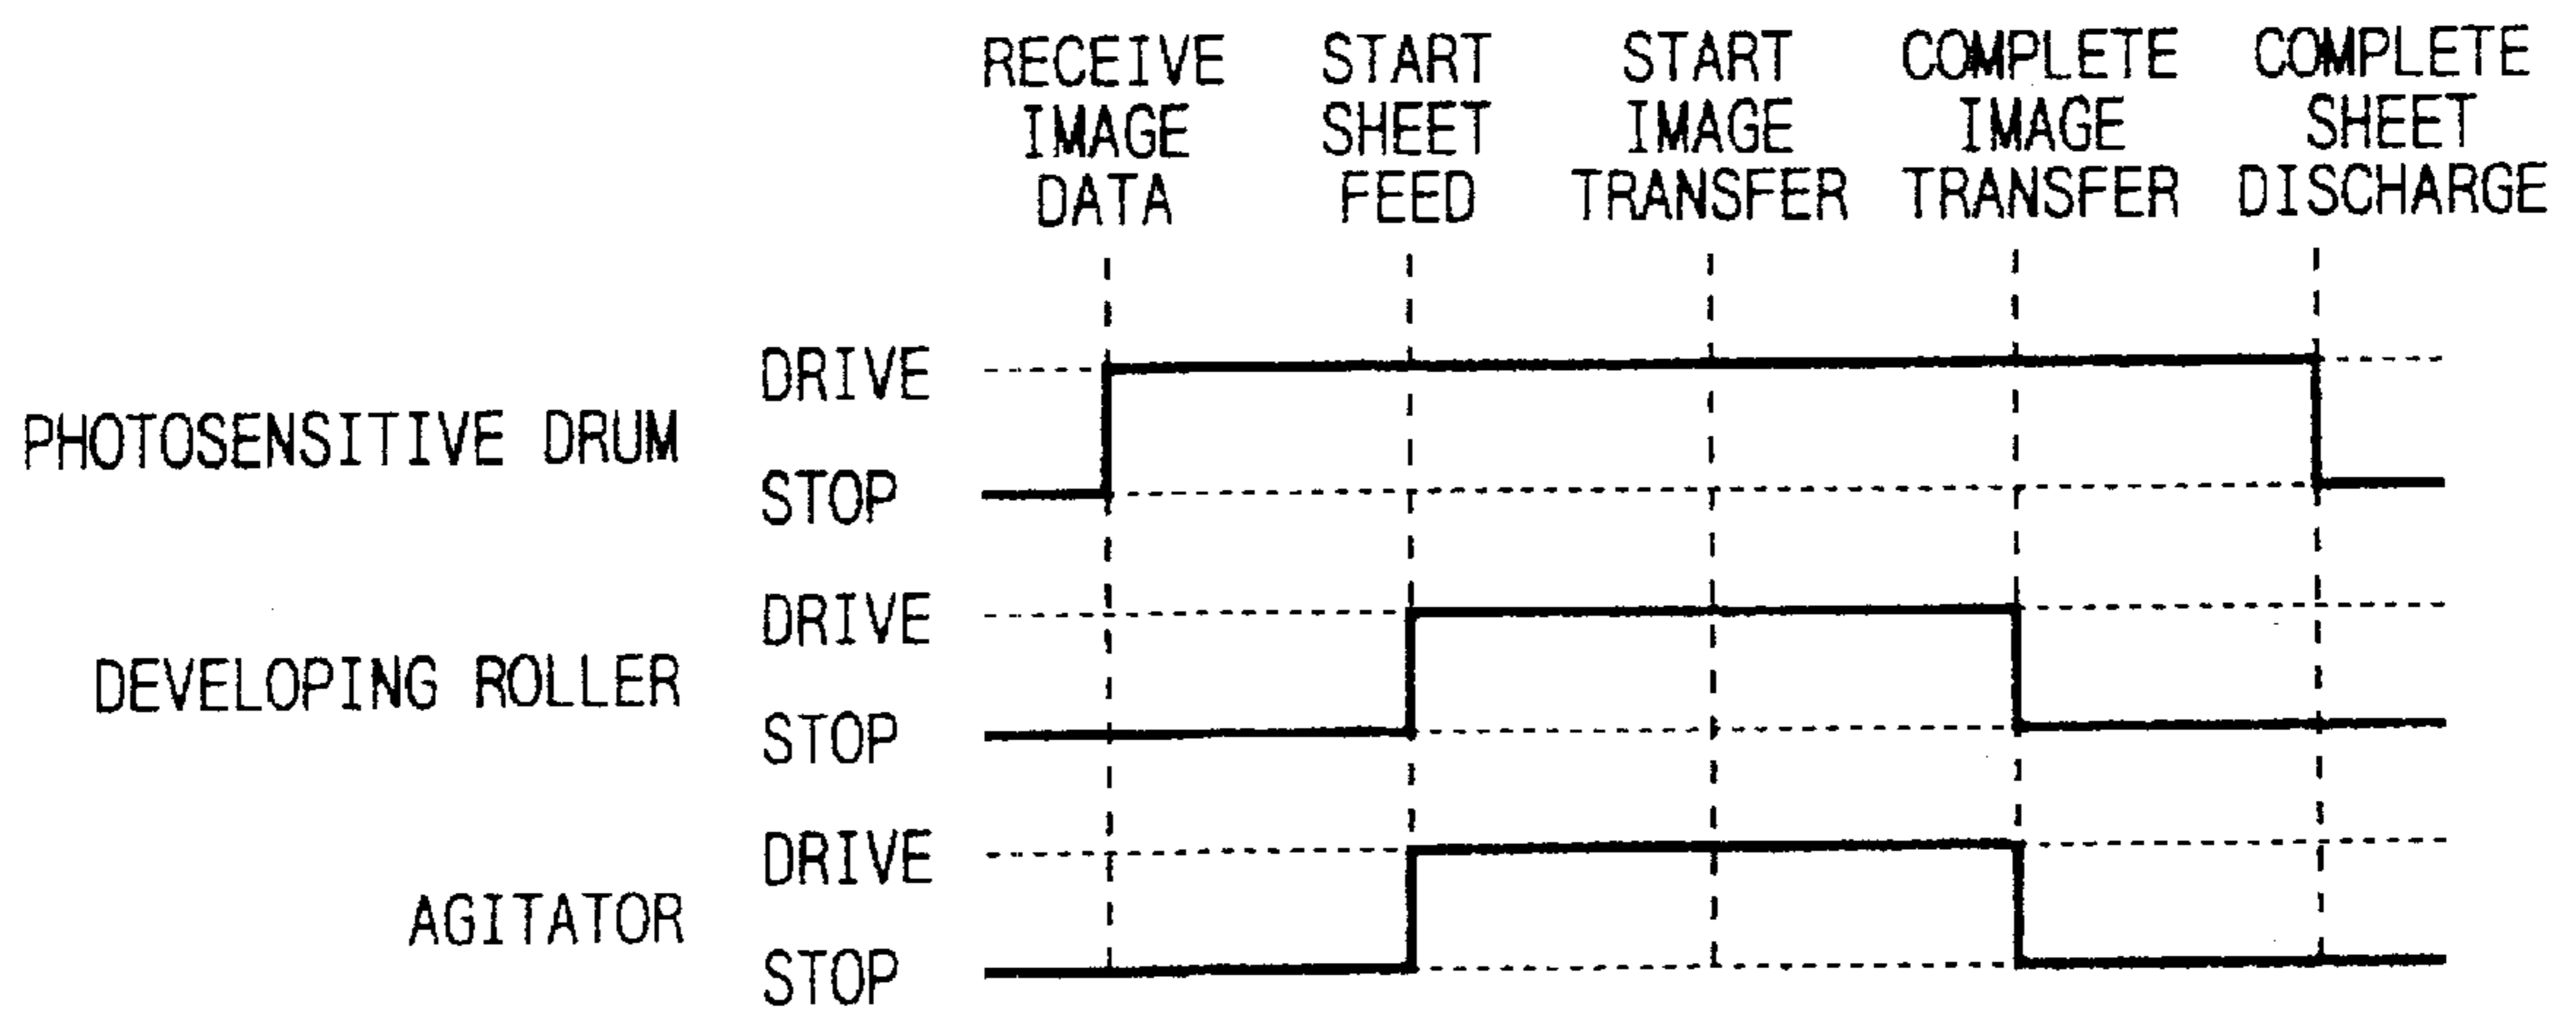 RECEIVE
IMAGE
DATA
START
SHEET
FEED
START
IMAGE
TRANSFER
COMPLETE
IMAGE
TRANSFER
COMPLETE
SHEET
DISCHARGE
PHOTOSENSITIVE DRUM
DRIVE
STOP
DEVELOPING ROLLER
DRIVE
STOP
AGITATOR
DRIVE
STOP